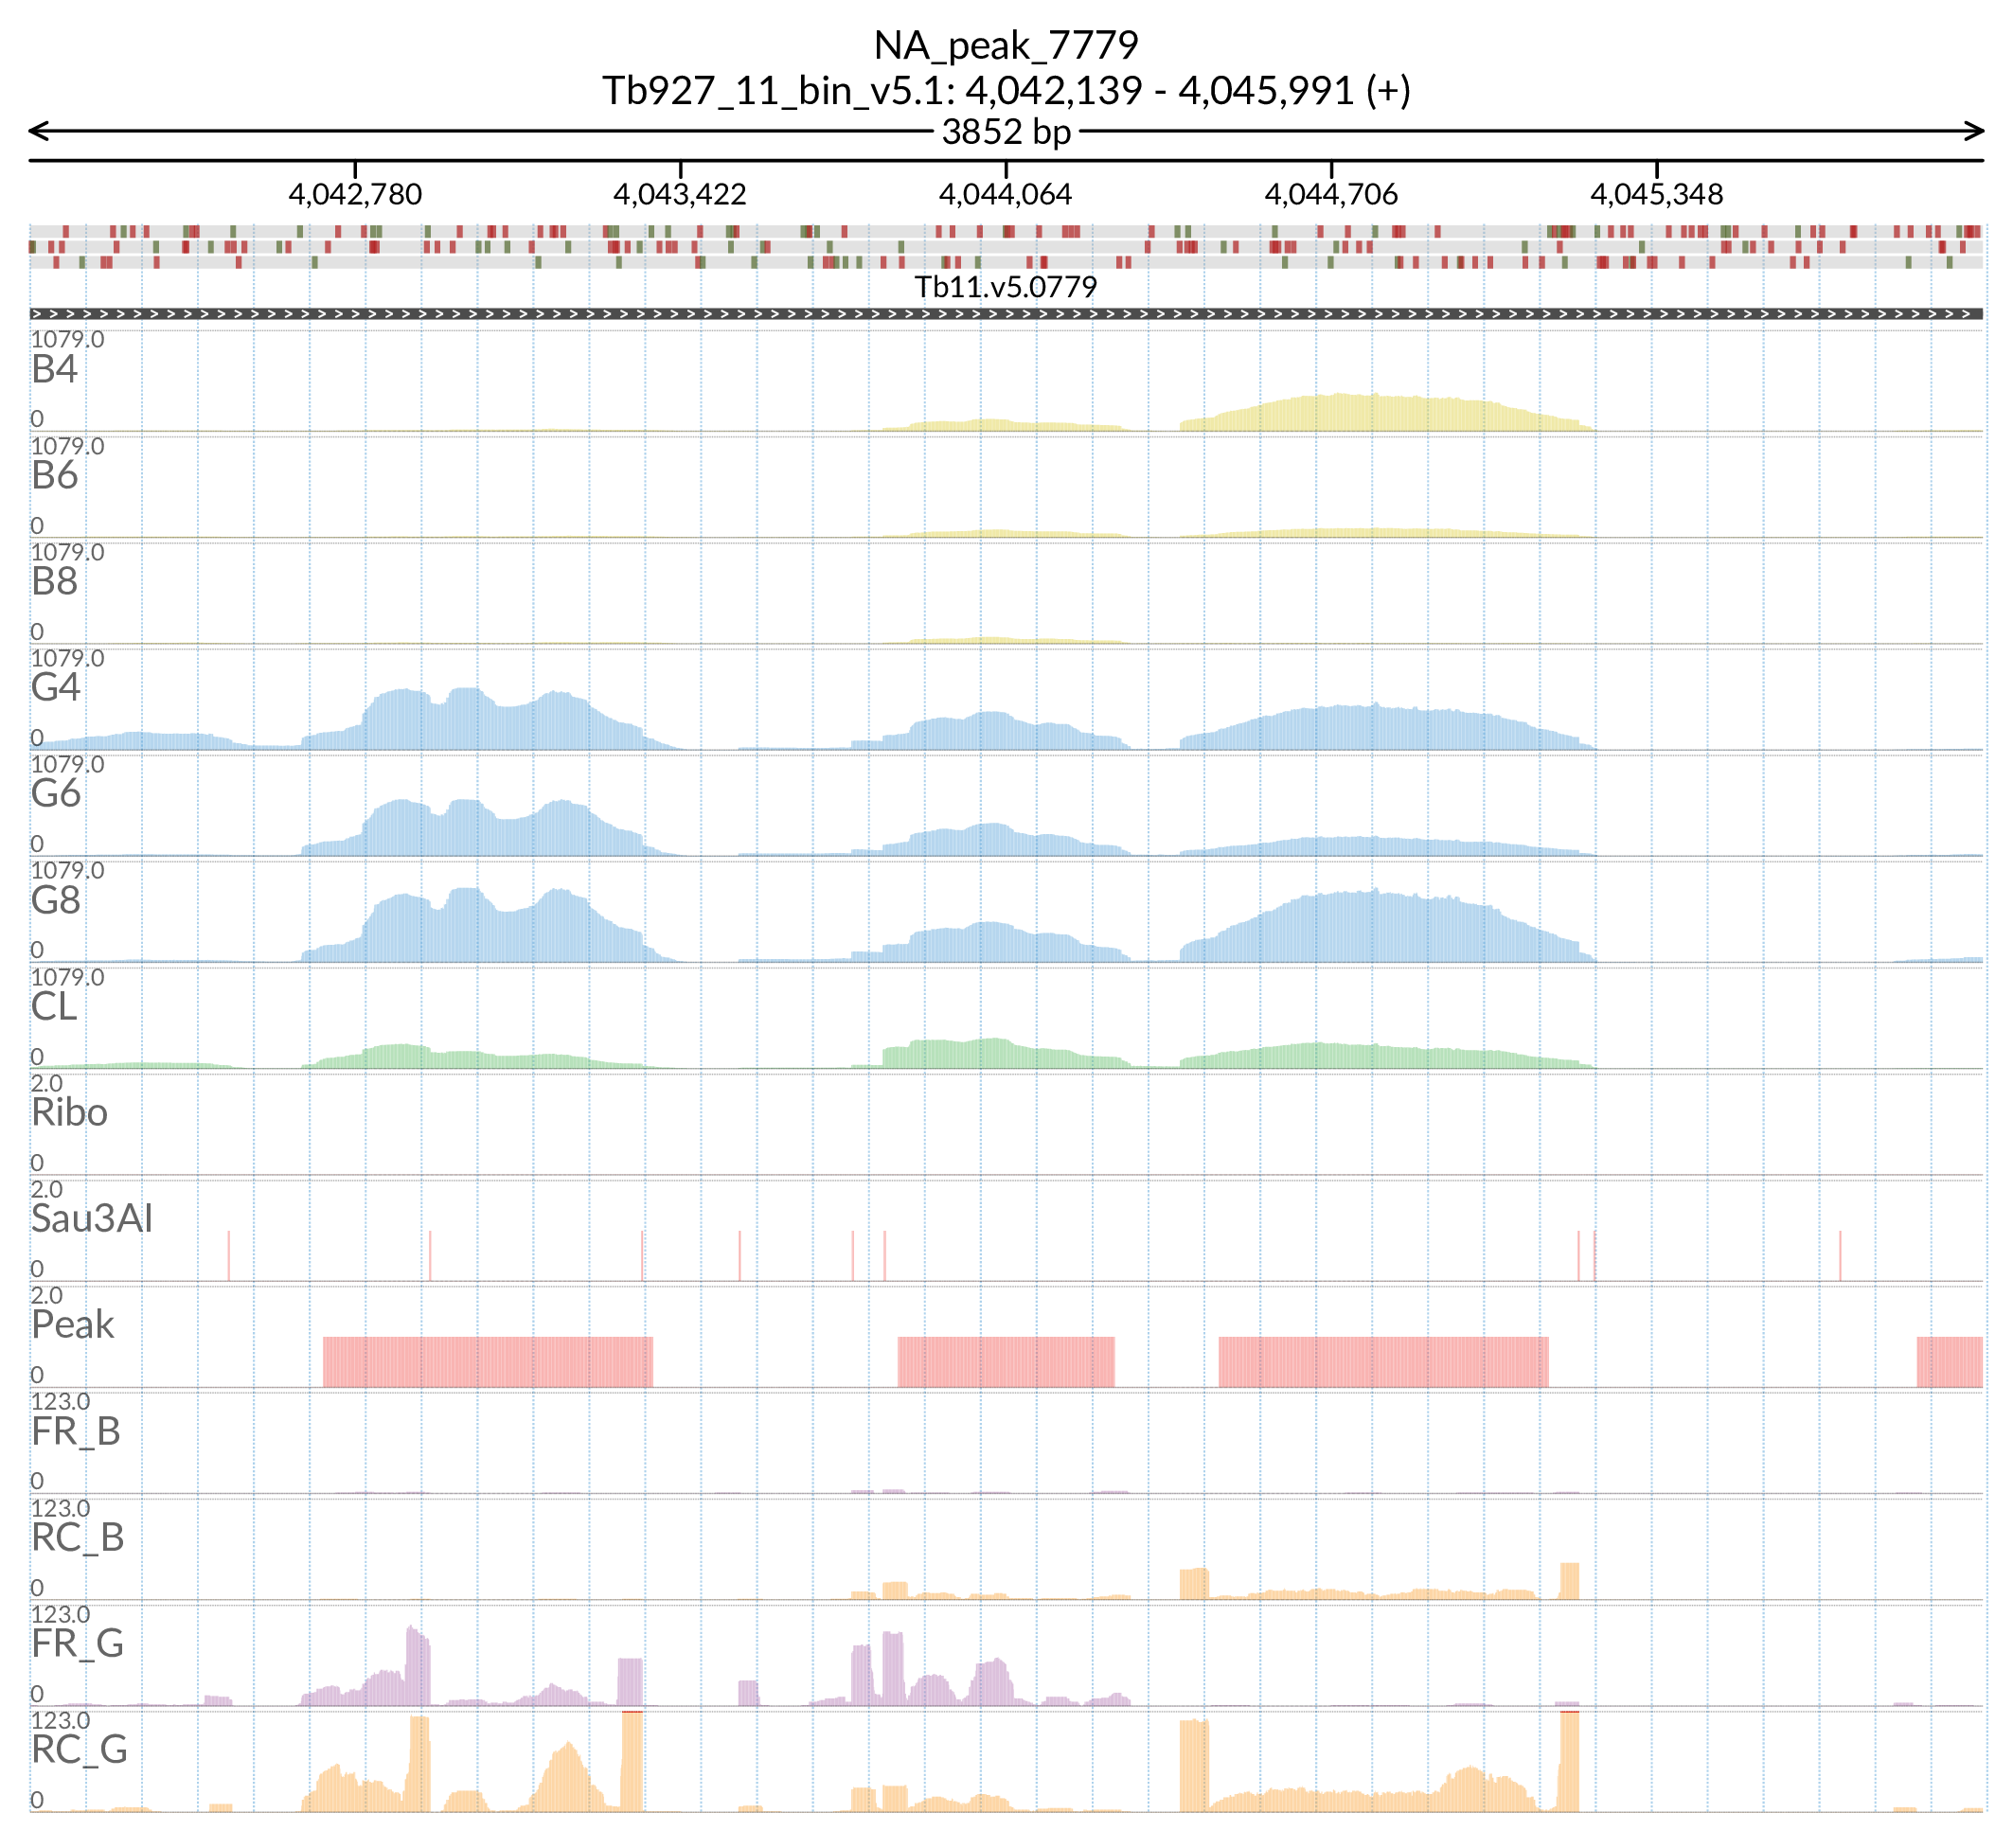 NA_peak_7779
Tb927_11_bin_v5.1: 4,042,139 - 4,045,991 (+)
3852 bp
4,042,780 4,043,422 4,044,064 4,044,706 4,045,348
Tb11.v5.0779
1079.0
B4
0
1079.0
B6
0
1079.0
B8
0
1079.0
G4
0
1079.0
G6
0
1079.0
G8
0
1079.0
CL
0
2.0
Ribo
0
2.0
Sau3AI
0
2.0
Peak
0
123.0
FR_B
0
123.0
RC_B
0
123.0
FR_G
0
123.0
RC_G
0